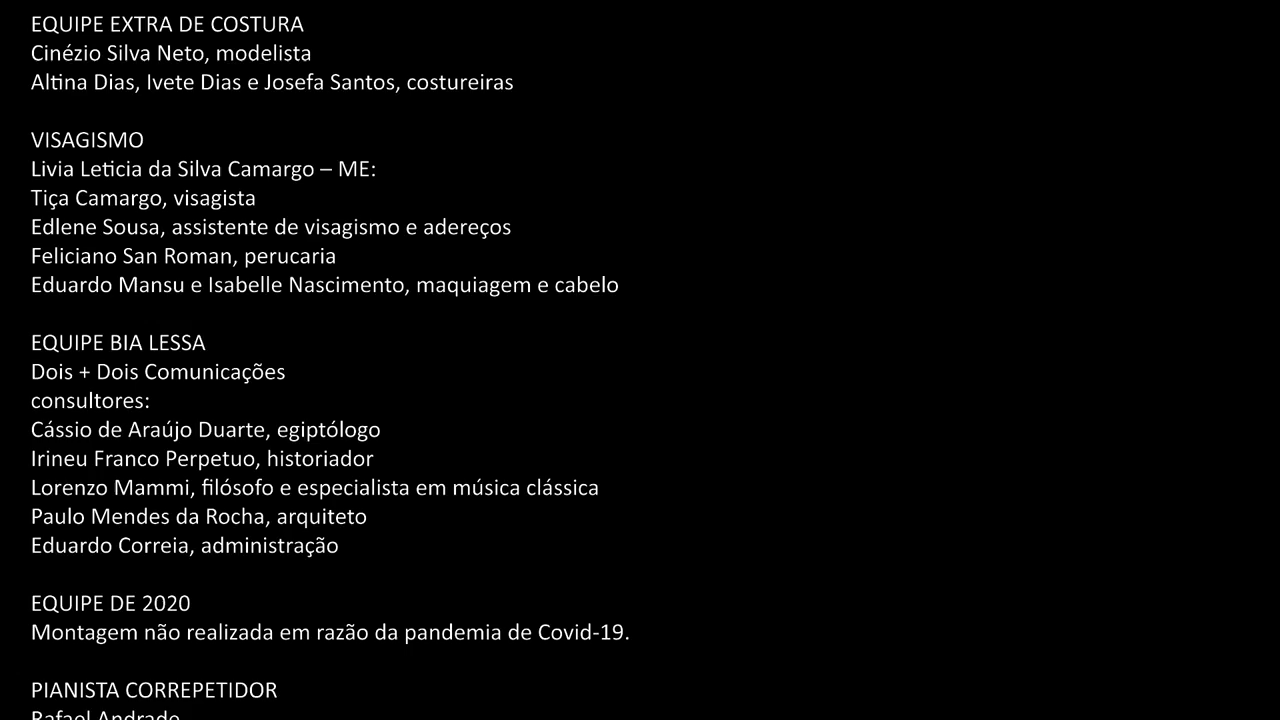 EQUIPE EXTRA DE COSTURA
Cinézio Silva Neto, modelista
Altina Dias, Ivete Dias e Josefa Santos, costureiras
VISAGISMO
Livia Leticia da Silva Camargo – ME:
Tiça Camargo, visagista
Edlene Sousa, assistente de visagismo e adereços
Feliciano San Roman, perucaria
Eduardo Mansu e Isabelle Nascimento, maquiagem e cabelo
EQUIPE BIA LESSA
Dois + Dois Comunicações
consultores:
Cássio de Araújo Duarte, egiptólogo
Irineu Franco Perpetuo, historiador
Lorenzo Mammi, filósofo e especialista em música clássica
Paulo Mendes da Rocha, arquiteto
Eduardo Correia, administração
EQUIPE DE 2020
Montagem não realizada em razão da pandemia de Covid-19.
PIANISTA CORREPETIDOR
Rafael Andrade